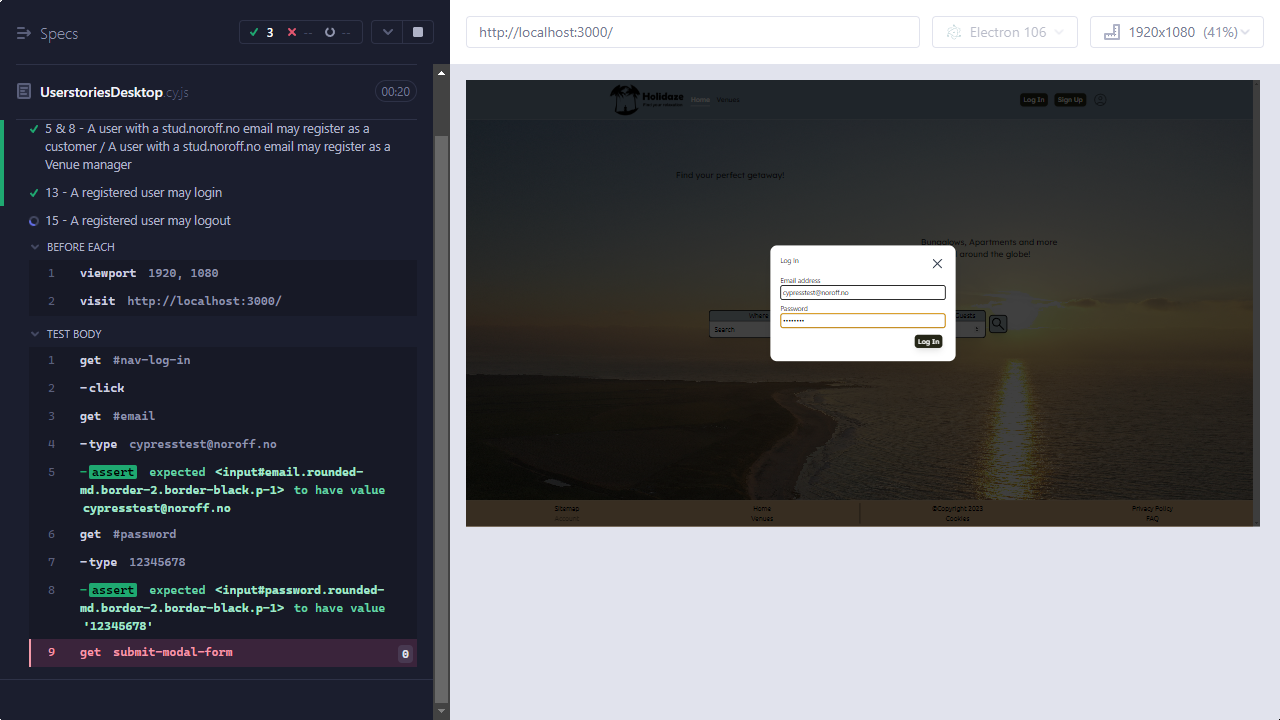 Specs
3
--
--
http://localhost:3000/
Electron 106
1920x1080 (41%)
UserstoriesDesktop.cy.js
00:20
5 & 8 - A user with a stud.noroff.no email may register as a
customer / A user with a stud.noroff.no email may register as a
Venue manager
13 - A registered user may login
15 - A registered user may logout
BEFORE EACH
1 viewport 1920, 1080
2 visit http://localhost:3000/
TEST BODY
1 get #nav-log-in
2 -click
3 get #email
4 -type cypresstest@noroff.no
5 -assert expected <input#email.rounded-
md.border-2.border-black.p-1> to have value
cypresstest@noroff.no
6 get #password
7 -type 12345678
8 -assert expected <input#password.rounded-
md.border-2.border-black.p-1> to have value
'12345678'
9 get submit-modal-form 0
Holidaze
Home
Venues
Log In
Sign Up
Find your perfect getaway!
Bungalows, Apartments and more
around the globe!
Where
Guests
Search
Log In
Email address
cypresstest@noroff.no
Password
••••••••
Log In
Sitemap
Home
©Copyright 2023
Privacy Policy
Account
Venues
Cookies
FAQ